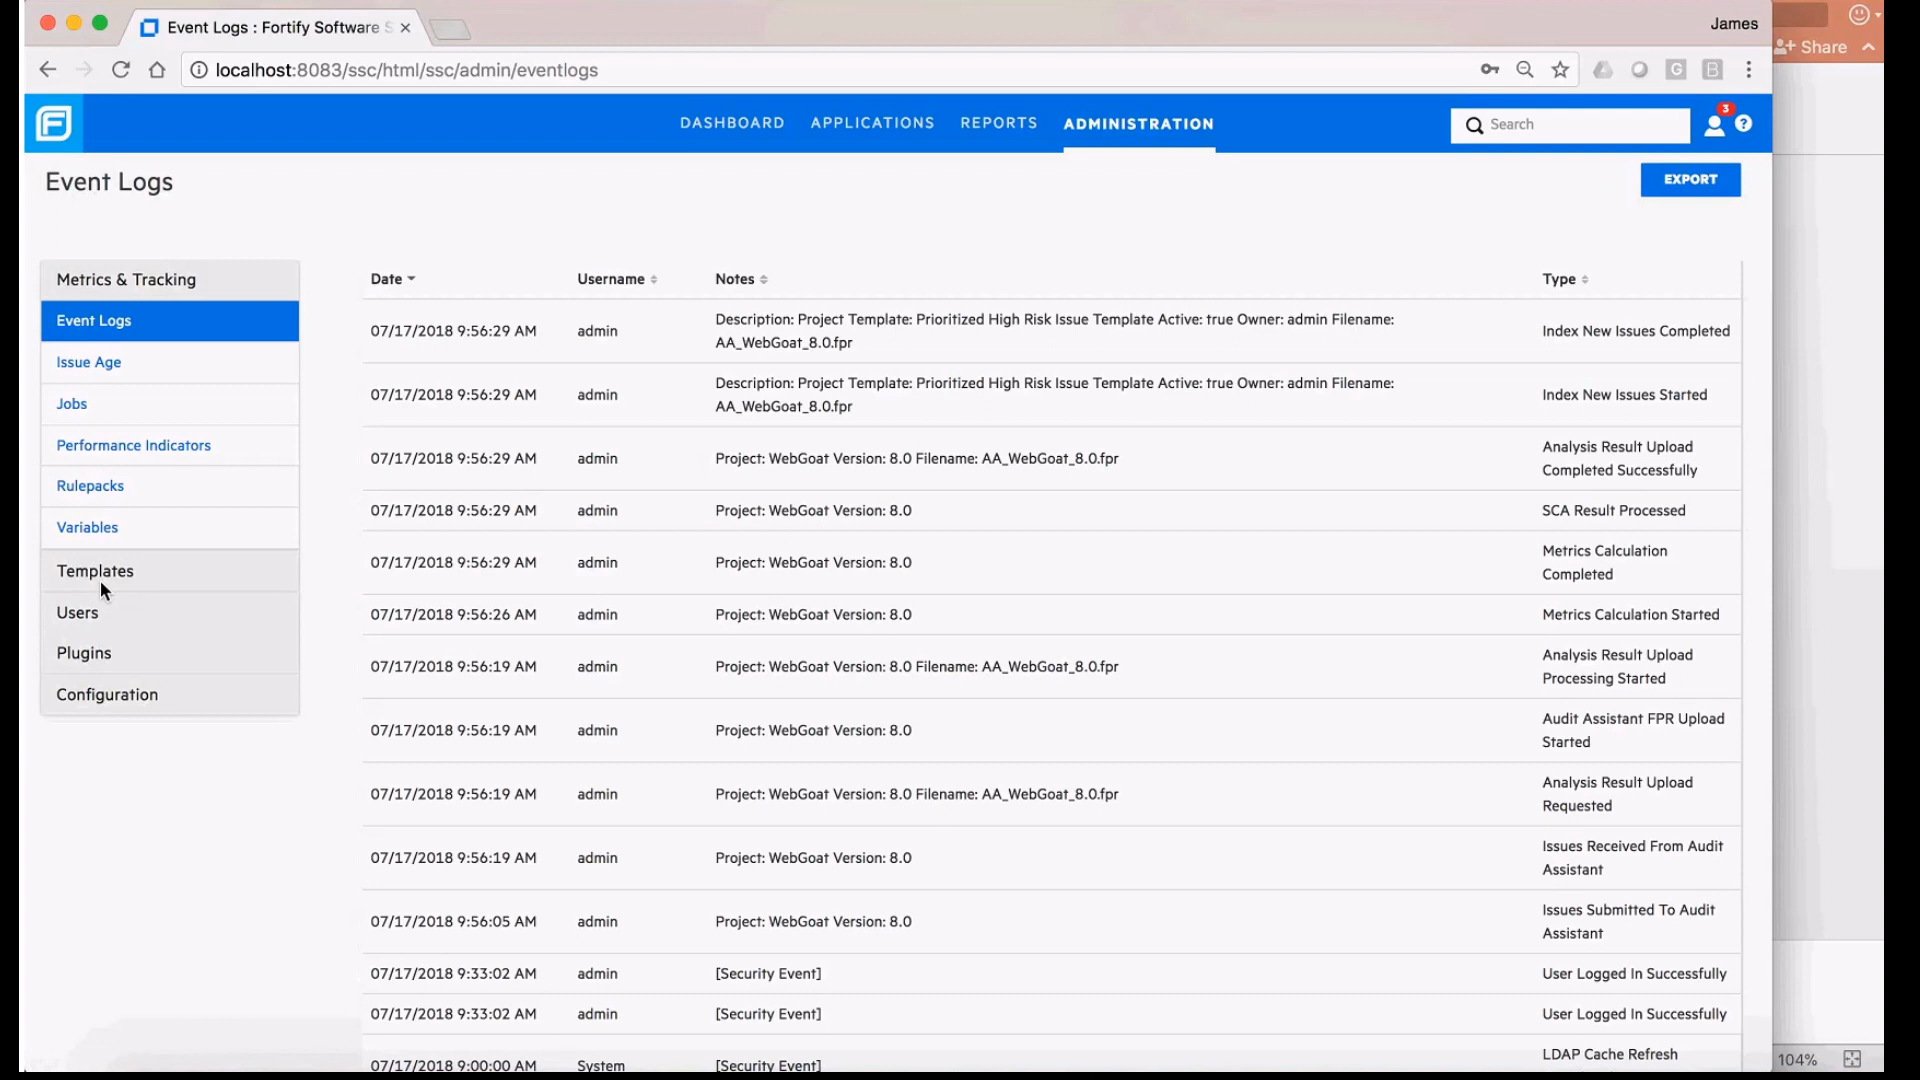 Event Logs : Fortify Software S
James
Share
localhost:8083/ssc/html/ssc/admin/eventlogs
DASHBOARD APPLICATIONS REPORTS ADMINISTRATION
Search
3
Event Logs
EXPORT
Metrics & Tracking
Event Logs
Issue Age
Jobs
Performance Indicators
Rulepacks
Variables
Templates
Users
Plugins
Configuration
Date Username Notes Type
07/17/2018 9:56:29 AM admin Description: Project Template: Prioritized High Risk Issue Template Active: true Owner: admin Filename: Index New Issues Completed
AA_WebGoat_8.0.fpr
07/17/2018 9:56:29 AM admin Description: Project Template: Prioritized High Risk Issue Template Active: true Owner: admin Filename: Index New Issues Started
AA_WebGoat_8.0.fpr
07/17/2018 9:56:29 AM admin Project: WebGoat Version: 8.0 Filename: AA_WebGoat_8.0.fpr Analysis Result Upload
Completed Successfully
07/17/2018 9:56:29 AM admin Project: WebGoat Version: 8.0 SCA Result Processed
07/17/2018 9:56:29 AM admin Project: WebGoat Version: 8.0 Metrics Calculation
Completed
07/17/2018 9:56:26 AM admin Project: WebGoat Version: 8.0 Metrics Calculation Started
07/17/2018 9:56:19 AM admin Project: WebGoat Version: 8.0 Filename: AA_WebGoat_8.0.fpr Analysis Result Upload
Processing Started
07/17/2018 9:56:19 AM admin Project: WebGoat Version: 8.0 Audit Assistant FPR Upload
Started
07/17/2018 9:56:19 AM admin Project: WebGoat Version: 8.0 Filename: AA_WebGoat_8.0.fpr Analysis Result Upload
Requested
07/17/2018 9:56:19 AM admin Project: WebGoat Version: 8.0 Issues Received From Audit
Assistant
07/17/2018 9:56:05 AM admin Project: WebGoat Version: 8.0 Issues Submitted To Audit
Assistant
07/17/2018 9:33:02 AM admin [Security Event] User Logged In Successfully
07/17/2018 9:33:02 AM admin [Security Event] User Logged In Successfully
07/17/2018 9:00:00 AM System [Security Event] LDAP Cache Refresh
104%